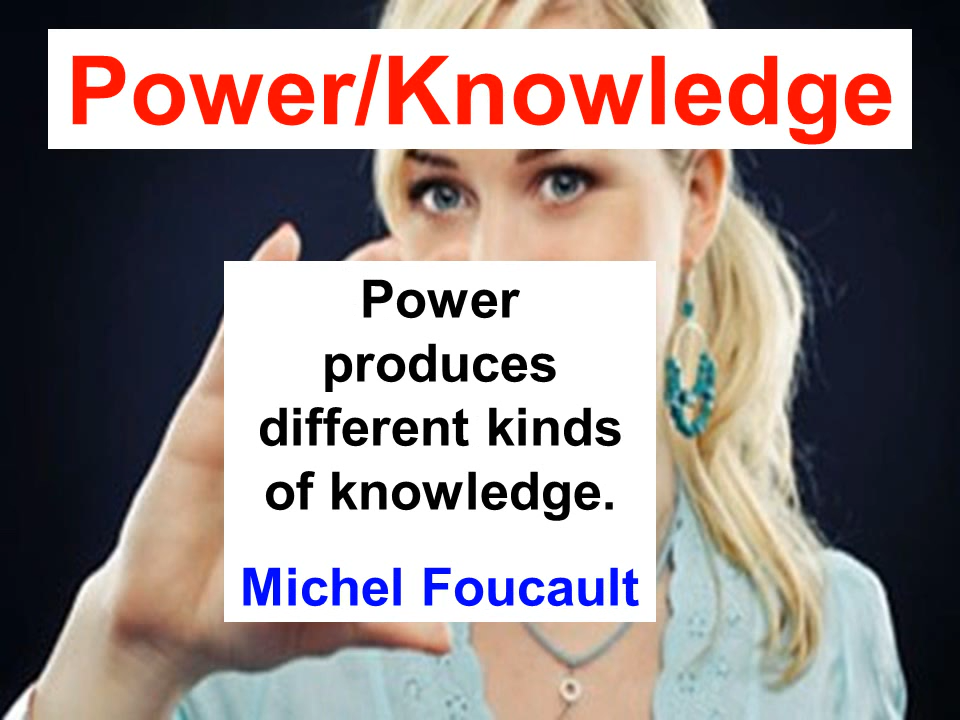 Power/Knowledge
Power
produces
different kinds
of knowledge.
Michel Foucault